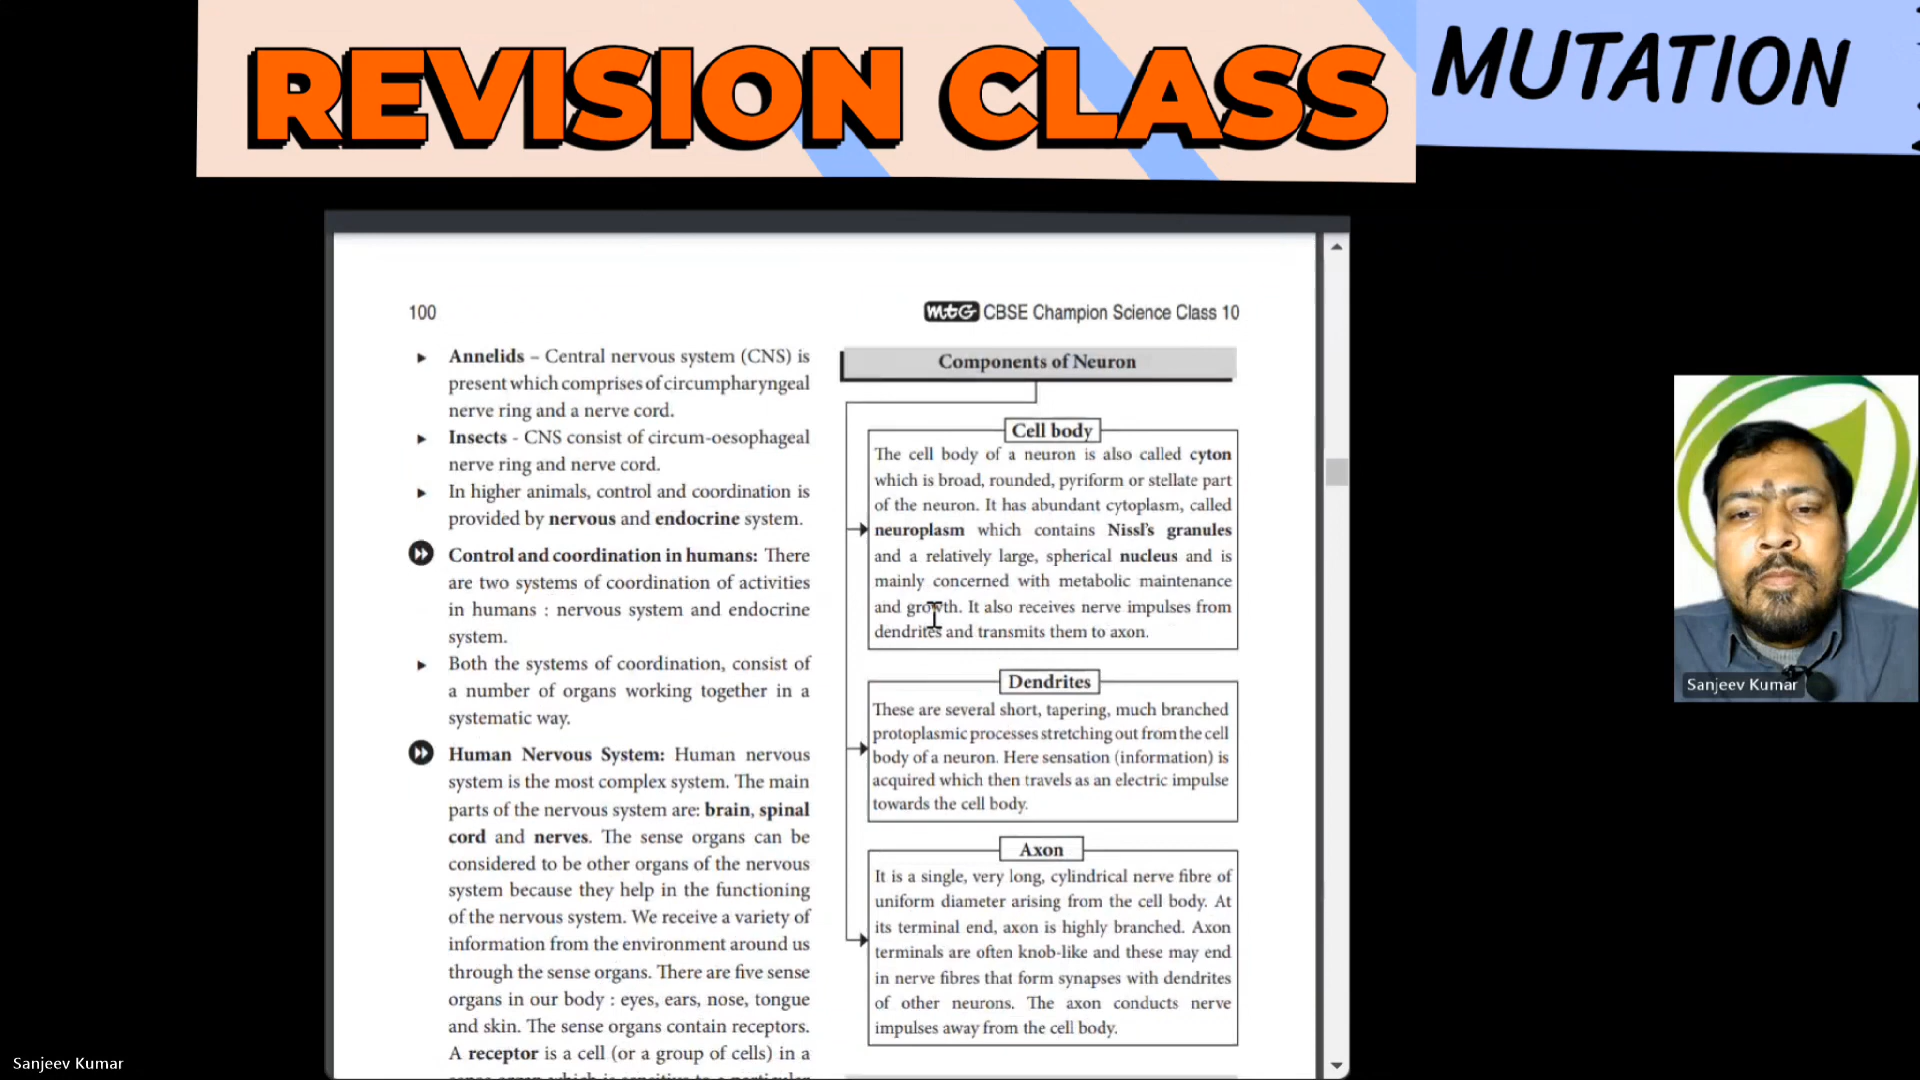 REVISION CLASS
MUTATION
100
mtG CBSE Champion Science Class 10
Annelids – Central nervous system (CNS) is
present which comprises of circumpharyngeal
nerve ring and a nerve cord.
Insects - CNS consist of circum-oesophageal
nerve ring and nerve cord.
In higher animals, control and coordination is
provided by nervous and endocrine system.
Control and coordination in humans: There
are two systems of coordination of activities
in humans : nervous system and endocrine
system.
Both the systems of coordination, consist of
a number of organs working together in a
systematic way.
Human Nervous System: Human nervous
system is the most complex system. The main
parts of the nervous system are: brain, spinal
cord and nerves. The sense organs can be
considered to be other organs of the nervous
system because they help in the functioning
of the nervous system. We receive a variety of
information from the environment around us
through the sense organs. There are five sense
organs in our body : eyes, ears, nose, tongue
and skin. The sense organs contain receptors.
A receptor is a cell (or a group of cells) in a
Components of Neuron
Cell body
The cell body of a neuron is also called cyton
which is broad, rounded, pyriform or stellate part
of the neuron. It has abundant cytoplasm, called
neuroplasm which contains Nissl's granules
and a relatively large, spherical nucleus and is
mainly concerned with metabolic maintenance
and growth. It also receives nerve impulses from
dendrites and transmits them to axon.
Dendrites
These are several short, tapering, much branched
protoplasmic processes stretching out from the cell
body of a neuron. Here sensation (information) is
acquired which then travels as an electric impulse
towards the cell body.
Axon
It is a single, very long, cylindrical nerve fibre of
uniform diameter arising from the cell body. At
its terminal end, axon is highly branched. Axon
terminals are often knob-like and these may end
in nerve fibres that form synapses with dendrites
of other neurons. The axon conducts nerve
impulses away from the cell body.
Sanjeev Kumar
Sanjeev Kumar